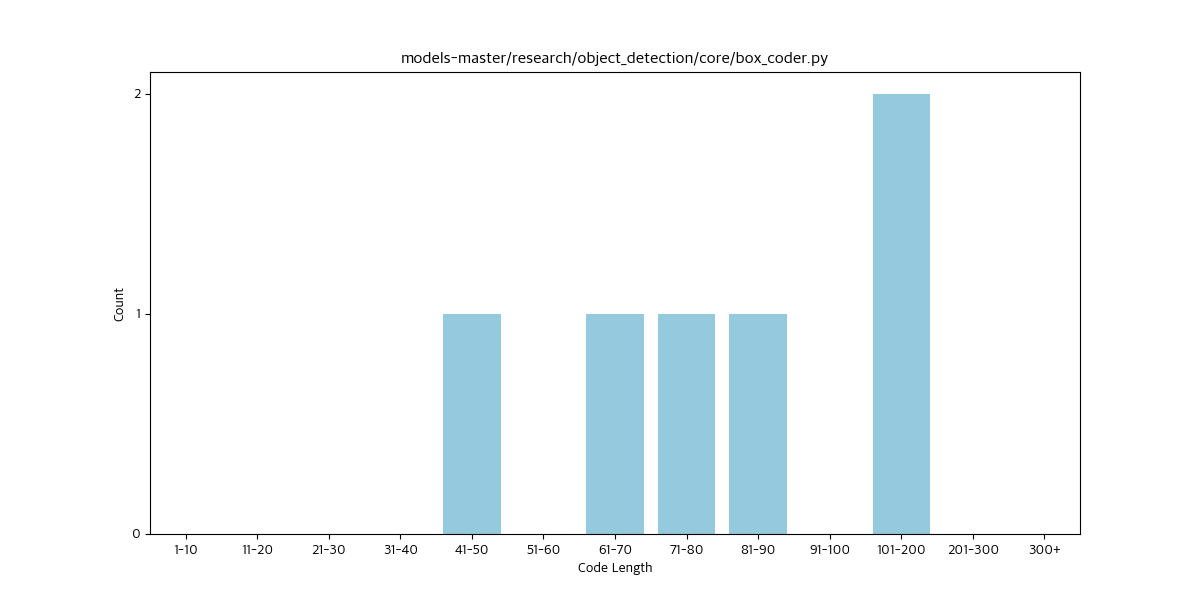 models-master/research/object_detection/core/box_coder.py
2
1
0
Count
1-10 11-20 21-30 31-40 41-50 51-60 61-70 71-80 81-90 91-100 101-200 201-300 300+
Code Length